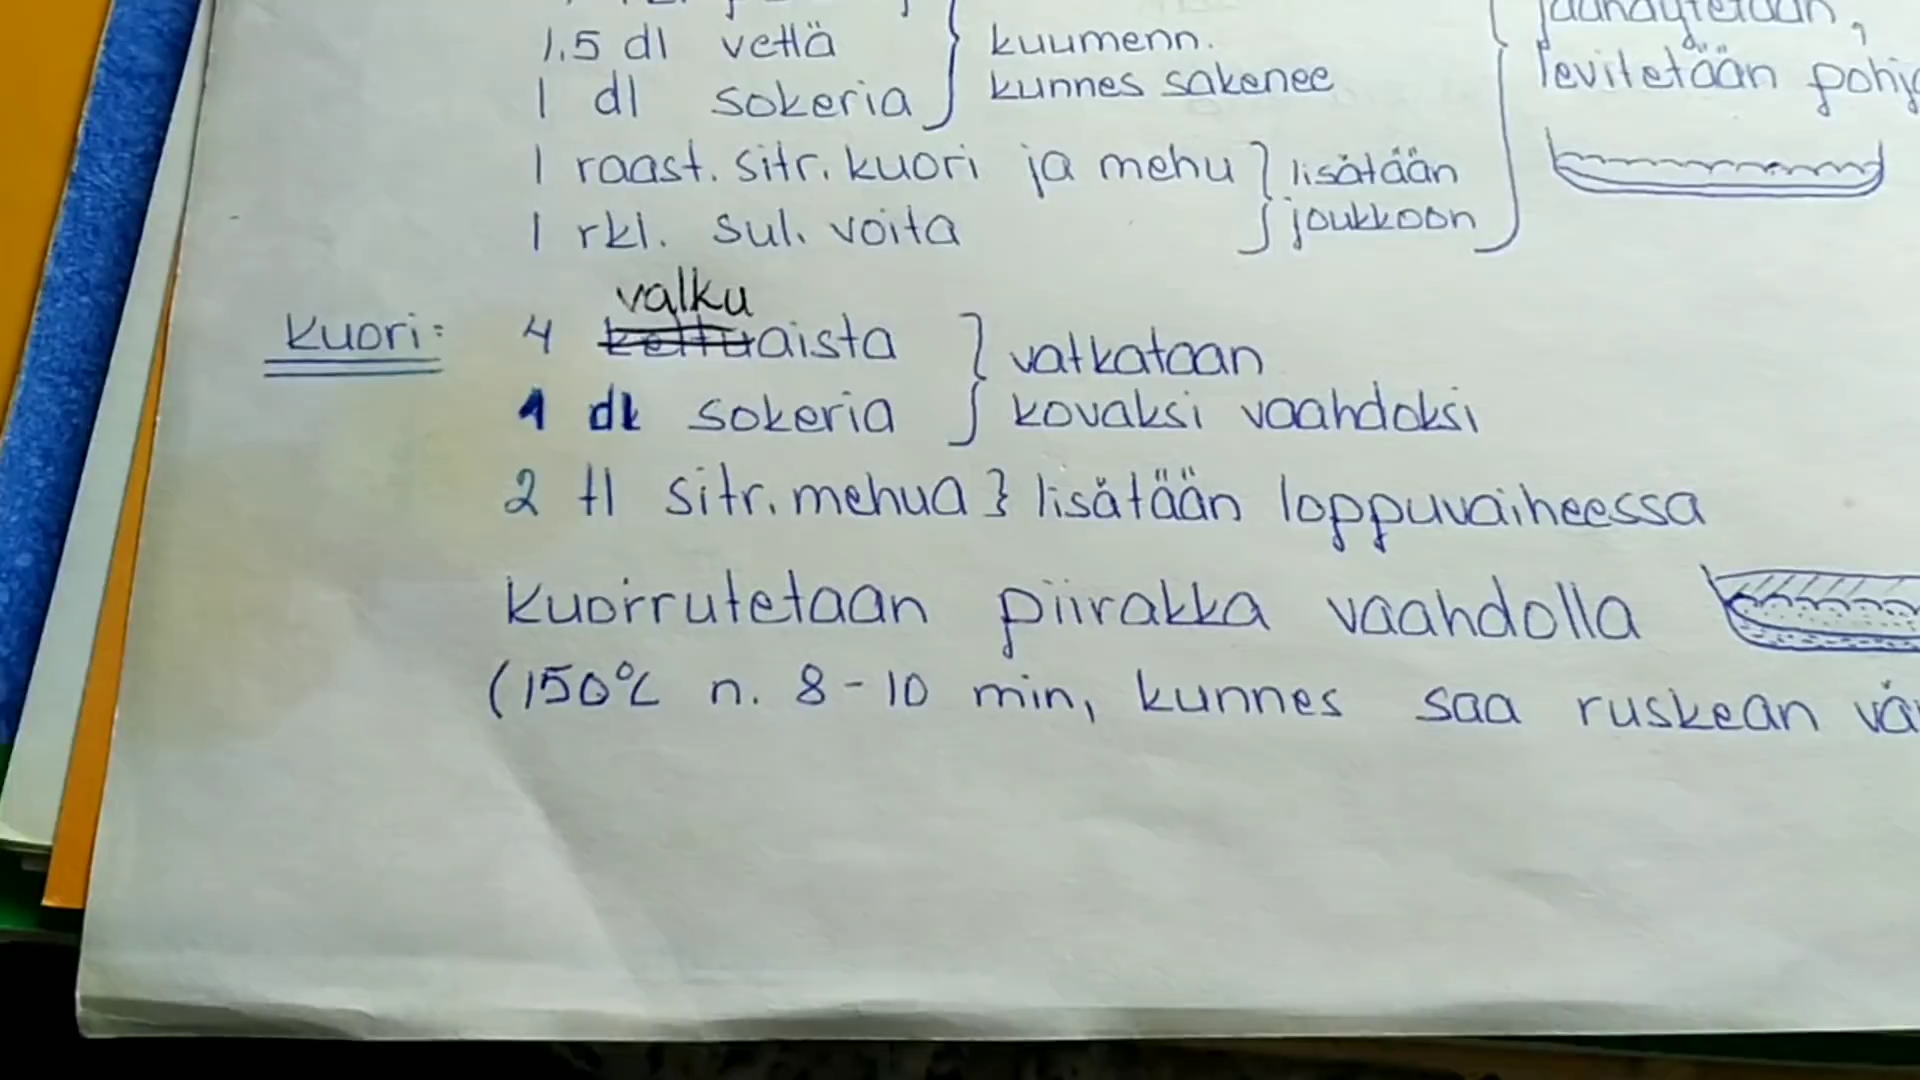 1.5 dl vettä
kuumenn.
1 dl sokeria
kunnes sakenee
jäähdytetään,
levitetään
1 raast. sitr. kuori ja mehu
lisätään
1 rkl. sul. voita
joukkoon
valku
Kuori: 4 keltuaista
vatkataan
1 dl sokeria
kovaksi vaahdoksi
2 tl sitr. mehua } lisätään loppuvaiheessa
Kuorrutetaan piirakka vaahdolla
(150°C n. 8-10 min, kunnes saa ruskean